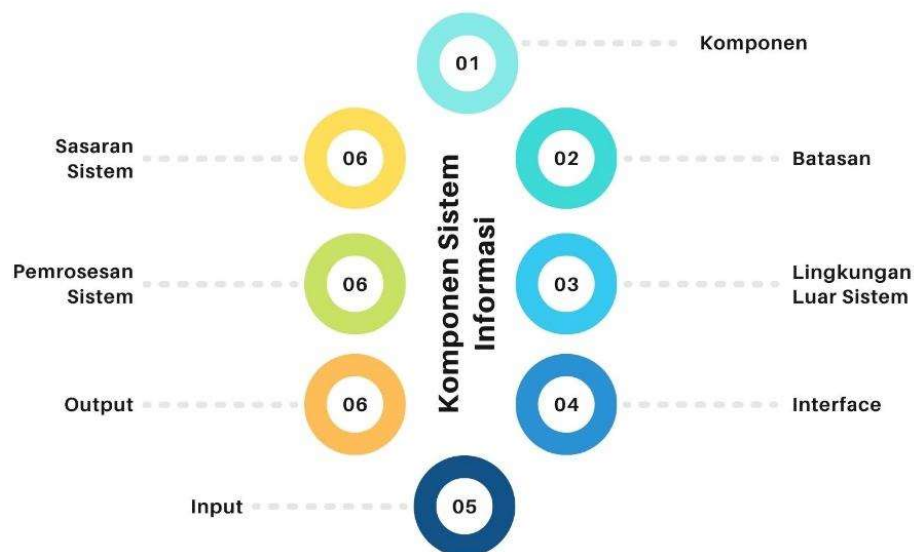 01
Komponen
06
Sasaran
Sistem
02
Batasan
Komponen Sistem
Informasi
06
Pemrosesan
Sistem
03
Lingkungan
Luar Sistem
06
Output
04
Interface
05
Input